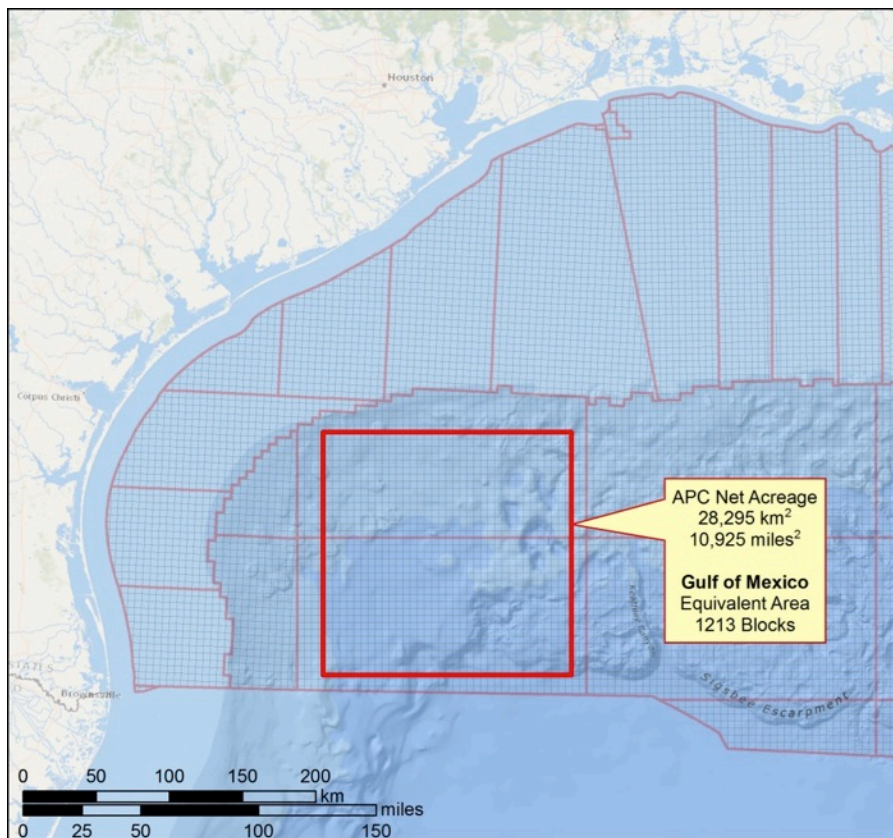 Houston
Corpus Christi
APC Net Acreage
28,295 km²
10,925 miles²
Gulf of Mexico
Equivalent Area
1213 Blocks
STATES
Brownsville
Sigsbee Escarpment
0 50 100 150 200
km
miles
0 25 50 100 150